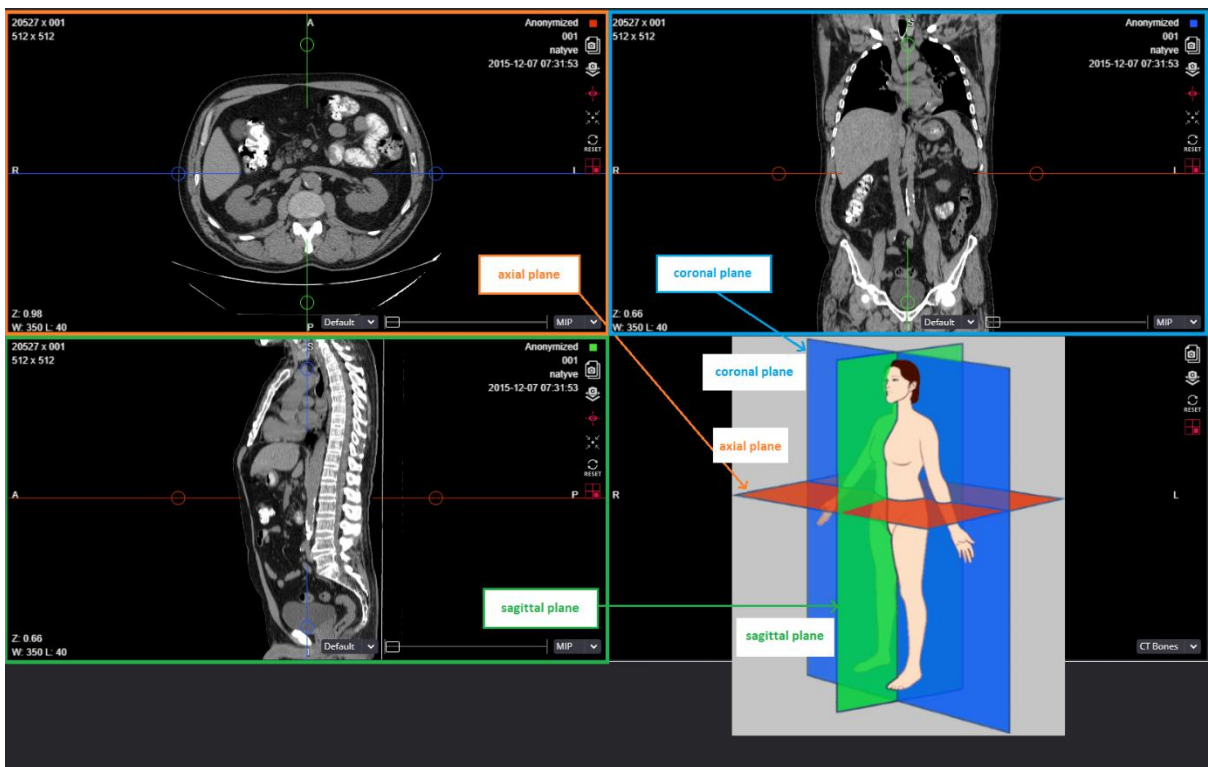 20527 x 001
512 x 512
A
Anonymized
001
natyve
2015-12-07 07:31:53
RESET
R
L
axial plane
Z: 0.98
W: 350 L: 40
P
Default
MIP
20527 x 001
512 x 512
Anonymized
001
natyve
2015-12-07 07:31:53
RESET
R
L
coronal plane
Z: 0.66
W: 350 L: 40
Default
MIP
20527 x 001
512 x 512
S
Anonymized
001
natyve
2015-12-07 07:31:53
RESET
A
P
sagittal plane
Z: 0.66
W: 350 L: 40
I
Default
MIP
RESET
coronal plane
axial plane
R
L
sagittal plane
CT Bones